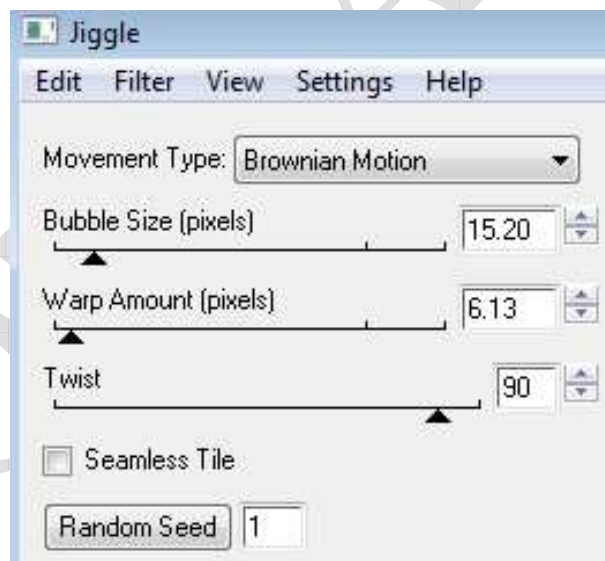 Jiggle
Edit Filter View Settings Help
Movement Type: Brownian Motion
Bubble Size (pixels) 15.20
Warp Amount (pixels) 6.13
Twist 90
Seamless Tile
Random Seed 1